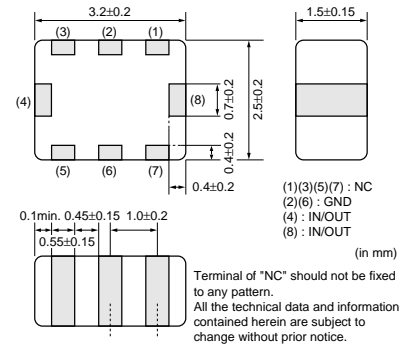 3.2±0.2
1.5±0.15
(3) (2) (1)
(4)
(8)
0.7±0.2
2.5±0.2
0.4±0.2
(5) (6) (7)
0.4±0.2
(1)(3)(5)(7) : NC
(2)(6) : GND
(4) : IN/OUT
(8) : IN/OUT
0.1min. 0.45±0.15 1.0±0.2
0.55±0.15
(in mm)
Terminal of "NC" should not be fixed
to any pattern.
All the technical data and information
contained herein are subject to
change without prior notice.